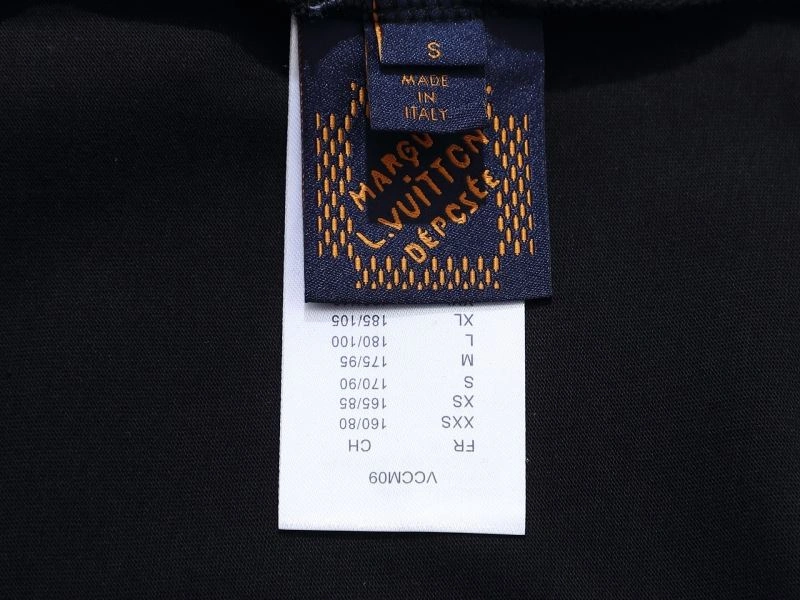 S
MADE
IN
ITALY
MARQU
L.VUITTON
DÉPOSÉE
VCCM09
FR CH
XXS 160/80
XS 165/85
S 170/90
M 175/95
L 180/100
XL 185/105